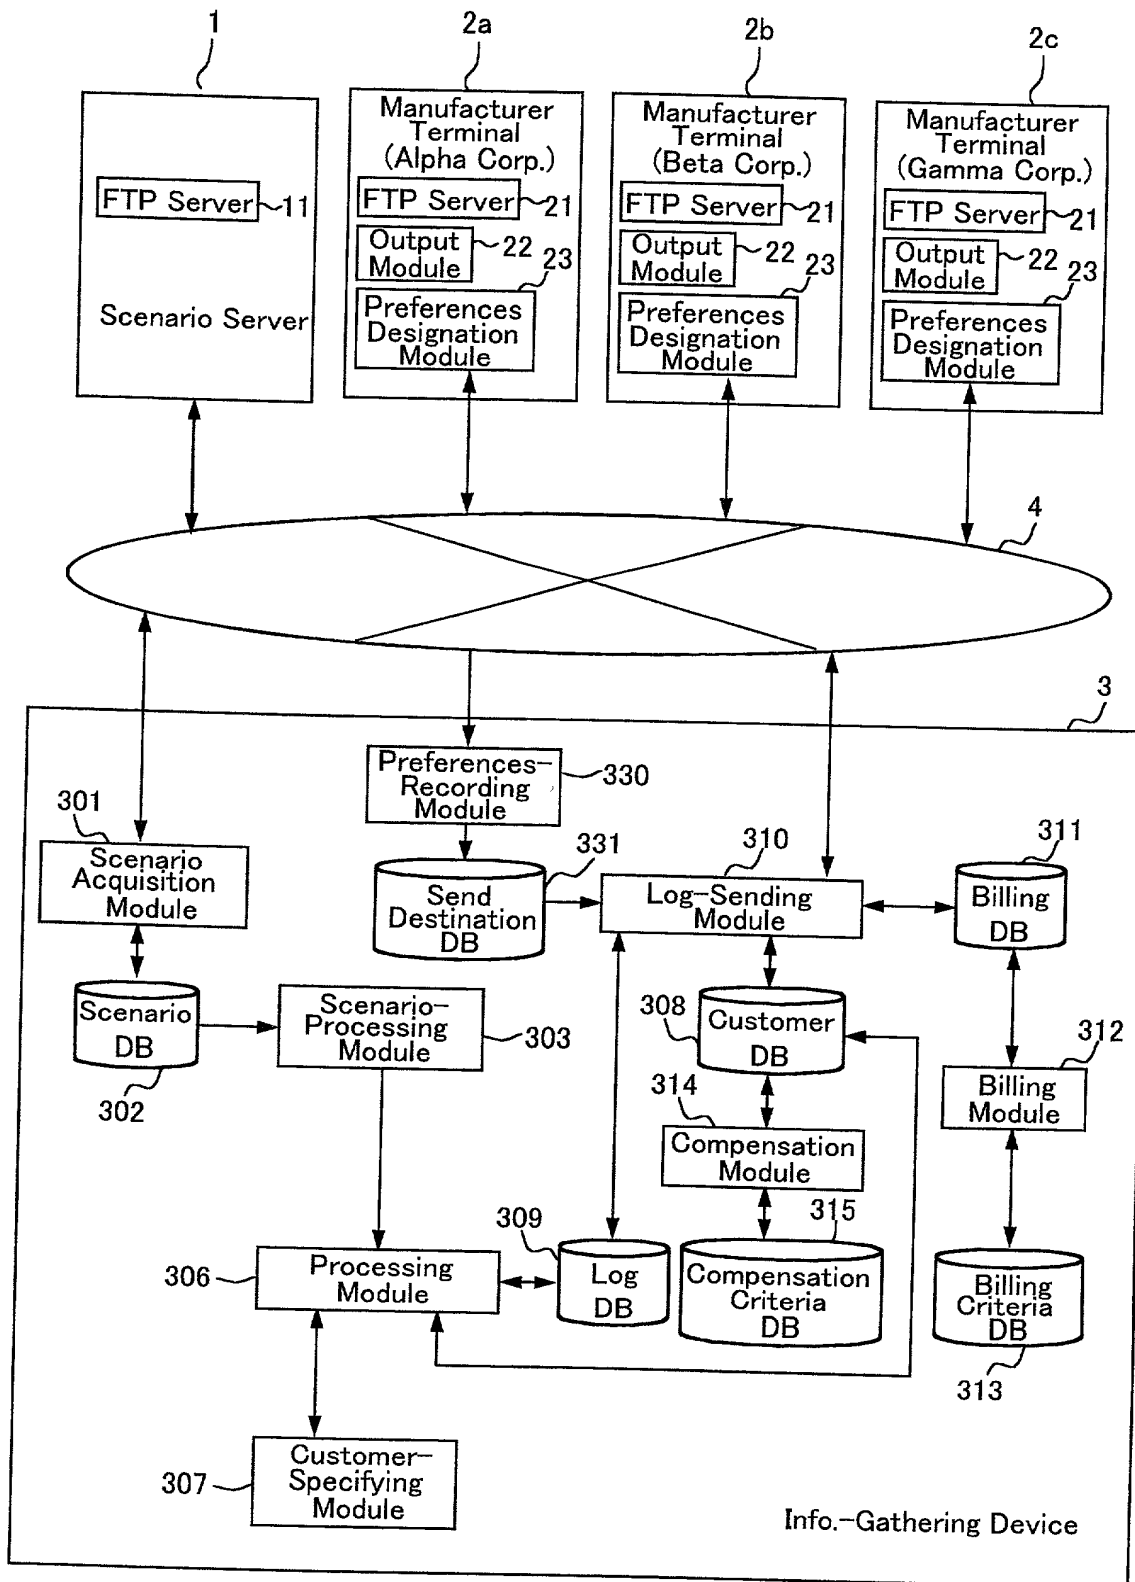 1
2a
2b
2c
Manufacturer
Terminal
(Alpha Corp.)
FTP Server
21
Output
Module
22
23
Preferences
Designation
Module
Manufacturer
Terminal
(Beta Corp.)
FTP Server
21
Output
Module
22
23
Preferences
Designation
Module
Manufacturer
Terminal
(Gamma Corp.)
FTP Server
21
Output
Module
22
23
Preferences
Designation
Module
FTP Server
11
Scenario Server
4
3
Preferences-
Recording
Module
330
301
Scenario
Acquisition
Module
331
Send
Destination
DB
310
Log-Sending
Module
311
Billing
DB
Scenario
DB
302
Scenario-
Processing
Module
303
308
Customer
DB
312
Billing
Module
314
Compensation
Module
315
Compensation
Criteria
DB
309
Log
DB
306
Processing
Module
Billing
Criteria
DB
313
307
Customer-
Specifying
Module
Info.-Gathering Device